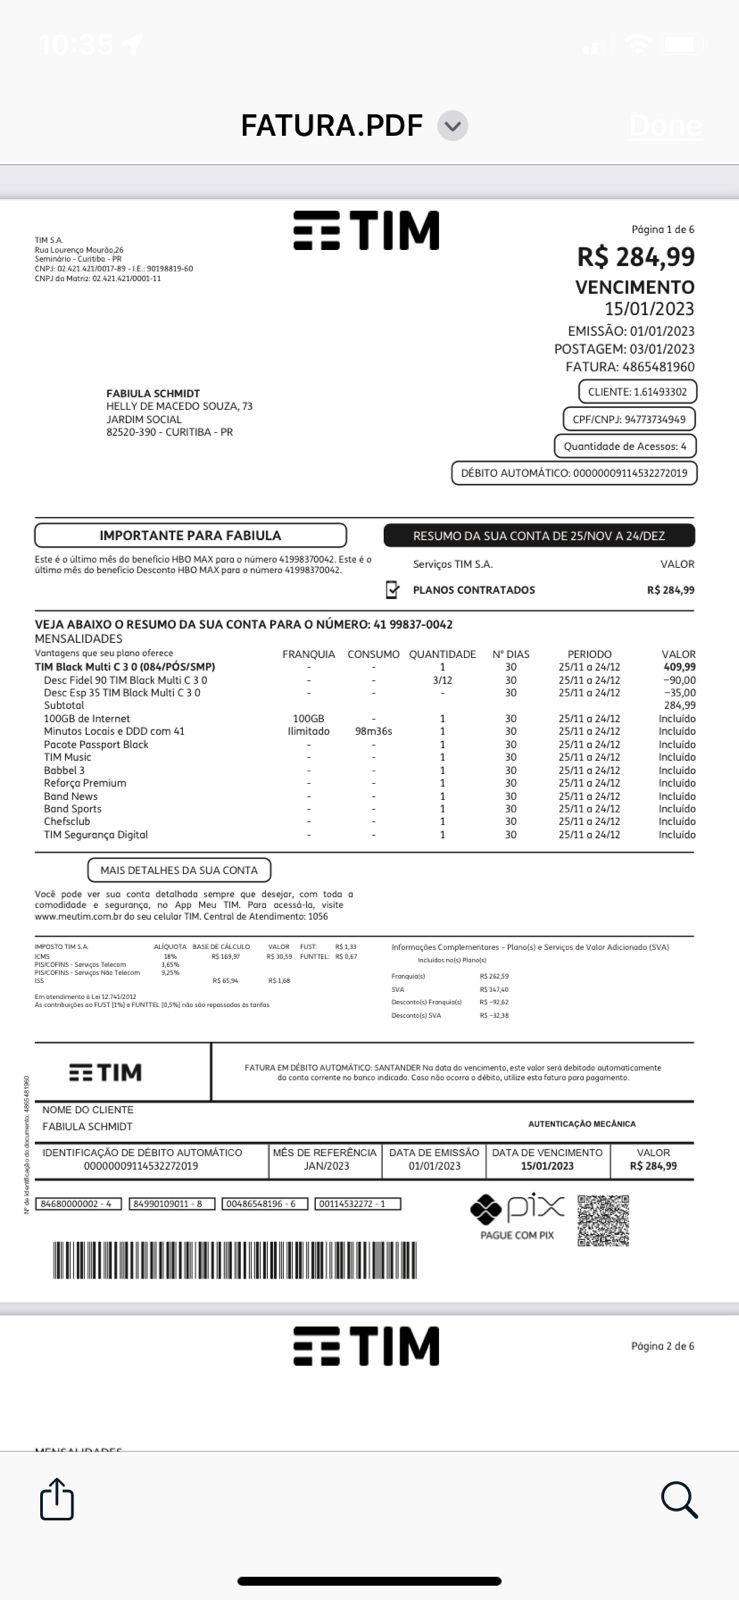 10:35
FATURA.PDF
Done
TIM
Página 1 de 6
TIM S.A.
Rua Lourenço Mourão,26
Seminário - Curitiba - PR
CNPJ: 02.421.421/0017-89 - I.E.: 90198819-60
CNPJ da Matriz: 02.421.421/0001-11
R$ 284,99
VENCIMENTO
15/01/2023
EMISSÃO: 01/01/2023
POSTAGEM: 03/01/2023
FATURA: 4865481960
CLIENTE: 1.61493302
CPF/CNPJ: 94773734949
Quantidade de Acessos: 4
DÉBITO AUTOMÁTICO: 00000009114532272019
FABIULA SCHMIDT
HELLY DE MACEDO SOUZA, 73
JARDIM SOCIAL
82520-390 - CURITIBA - PR
IMPORTANTE PARA FABIULA
Este é o último mês do benefício HBO MAX para o número 41998370042. Este é o
último mês do benefício Desconto HBO MAX para o número 41998370042.
RESUMO DA SUA CONTA DE 25/NOV A 24/DEZ
Serviços TIM S.A. VALOR
PLANOS CONTRATADOS R$ 284,99
VEJA ABAIXO O RESUMO DA SUA CONTA PARA O NÚMERO: 41 99837-0042
MENSALIDADES
Vantagens que seu plano oferece FRANQUIA CONSUMO QUANTIDADE N° DIAS PERIODO VALOR
TIM Black Multi C 3 0 (084/PÓS/SMP) - - 1 30 25/11 a 24/12 409,99
Desc Fidel 90 TIM Black Multi C 3 0 3/12 30 25/11 a 24/12 −90,00
Desc Esp 35 TIM Black Multi C 3 0 - - - 30 25/11 a 24/12 −35,00
Subtotal 284,99
100GB de Internet 100GB - 1 30 25/11 a 24/12 Incluído
Minutos Locais e DDD com 41 Ilimitado 98m36s 1 30 25/11 a 24/12 Incluído
Pacote Passport Black - - 1 30 25/11 a 24/12 Incluído
TIM Music - - 1 30 25/11 a 24/12 Incluído
Babbel 3 - - 1 30 25/11 a 24/12 Incluído
Reforça Premium - - 1 30 25/11 a 24/12 Incluído
Band News - - 1 30 25/11 a 24/12 Incluído
Band Sports - - 1 30 25/11 a 24/12 Incluído
Chefsclub - - 1 30 25/11 a 24/12 Incluído
TIM Segurança Digital - - 1 30 25/11 a 24/12 Incluído
MAIS DETALHES DA SUA CONTA
Você pode ver sua conta detalhada sempre que desejar, com toda a
comodidade e segurança, no App Meu TIM. Para acessá-la, visite
www.meutim.com.br do seu celular TIM. Central de Atendimento: 1056
IMPOSTO TIM S.A. ALÍQUOTA BASE DE CÁLCULO VALOR FUST: R$ 1,33
ICMS 18% R$ 169,97 R$ 30,59 FUNTTEL: R$ 0,67
PIS/COFINS - Serviços Telecom 3,65%
PIS/COFINS - Serviços Não Telecom 9,25%
ISS R$ 65,94 R$ 1,68
Em atendimento à Lei 12.741/2012
As contribuições ao FUST [1%] e FUNTTEL [0,5%] não são repassadas às tarifas
Informações Complementares – Plano(s) e Serviços de Valor Adicionado (SVA)
Incluídos no(s) Plano(s)
Franquia(s) R$ 262,59
SVA R$ 147,40
Desconto(s) Franquia(s) R$ −92,62
Desconto(s) SVA R$ −32,38
TIM
FATURA EM DÉBITO AUTOMÁTICO: SANTANDER Na data do vencimento, este valor será debitado automaticamente
da conta corrente no banco indicado. Caso não ocorra o débito, utilize esta fatura para pagamento.
Nº de Identificação do documento: 4865481960
NOME DO CLIENTE
FABIULA SCHMIDT
AUTENTICAÇÃO MECÂNICA
IDENTIFICAÇÃO DE DÉBITO AUTOMÁTICO MÊS DE REFERÊNCIA DATA DE EMISSÃO DATA DE VENCIMENTO VALOR
00000009114532272019 JAN/2023 01/01/2023 15/01/2023 R$ 284,99
84680000002 - 4 84990109011 - 8 00486548196 - 6 00114532272 - 1
pix
PAGUE COM PIX
TIM
Página 2 de 6
MENSALIDADES